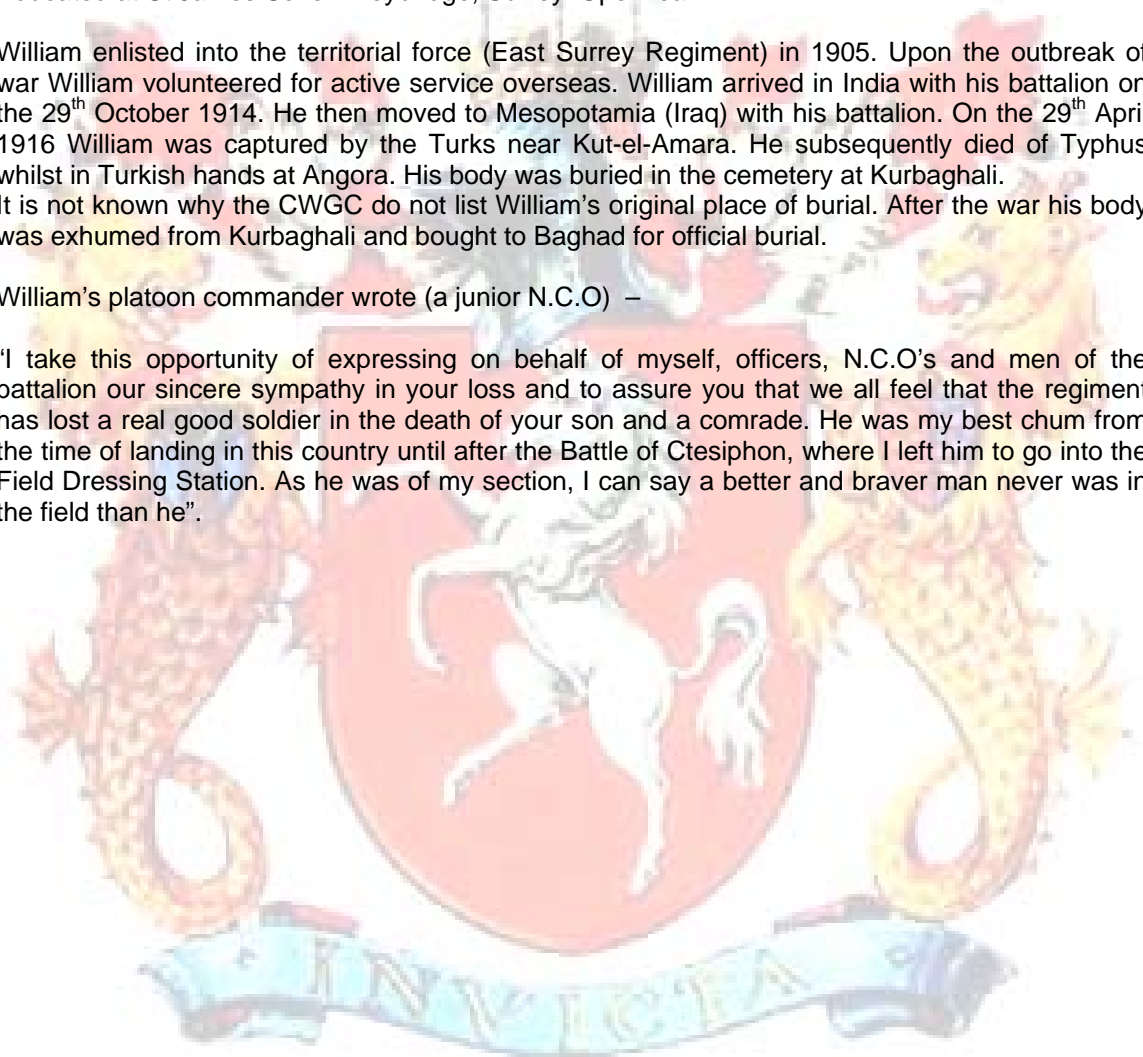 William enlisted into the territorial force (East Surrey Regiment) in 1905. Upon the outbreak of
war William volunteered for active service overseas. William arrived in India with his battalion on
the 29th October 1914. He then moved to Mesopotamia (Iraq) with his battalion. On the 29th April
1916 William was captured by the Turks near Kut-el-Amara. He subsequently died of Typhus
whilst in Turkish hands at Angora. His body was buried in the cemetery at Kurbaghali.
It is not known why the CWGC do not list William’s original place of burial. After the war his body
was exhumed from Kurbaghali and bought to Baghad for official burial.
William’s platoon commander wrote (a junior N.C.O) –
“I take this opportunity of expressing on behalf of myself, officers, N.C.O's and men of the
battalion our sincere sympathy in your loss and to assure you that we all feel that the regiment
has lost a real good soldier in the death of your son and a comrade. He was my best chum from
the time of landing in this country until after the Battle of Ctesiphon, where I left him to go into the
Field Dressing Station. As he was of my section, I can say a better and braver man never was in
the field than he”.
INVICTA